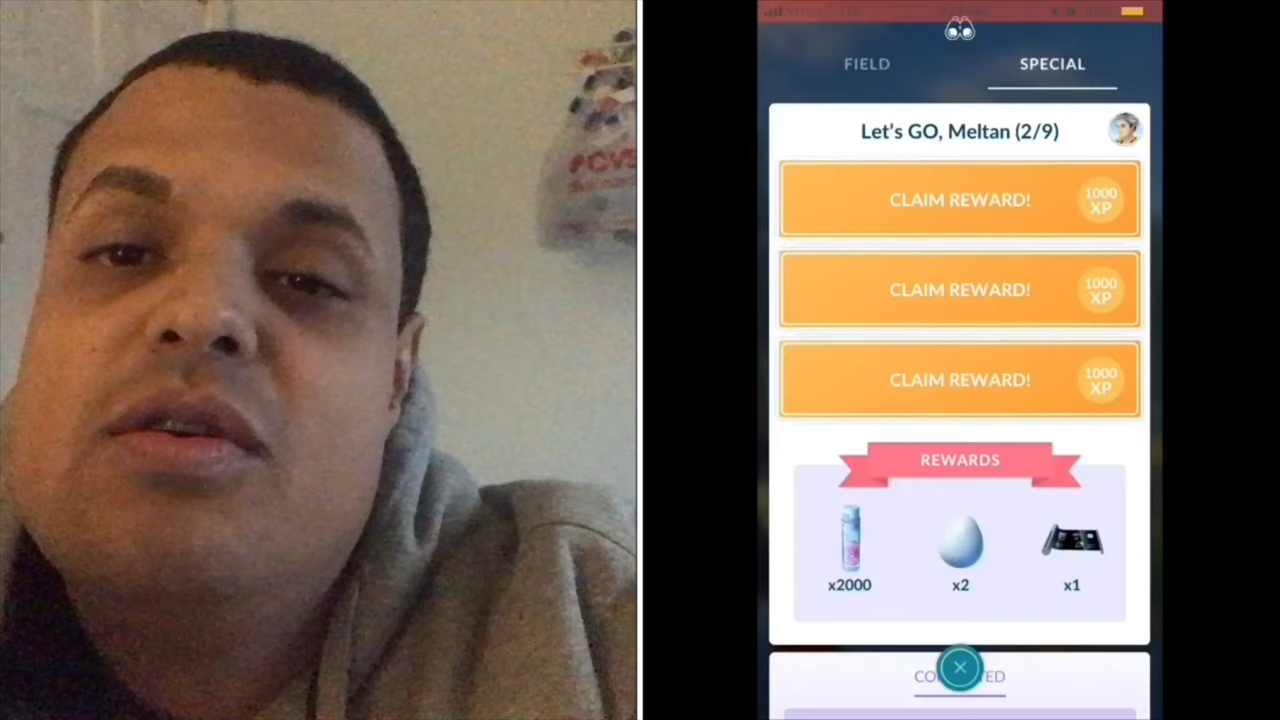 CVS
FIELD
SPECIAL
Let's GO, Meltan (2/9)
CLAIM REWARD!
1000
XP
CLAIM REWARD!
1000
XP
CLAIM REWARD!
1000
XP
REWARDS
x2000
x2
x1